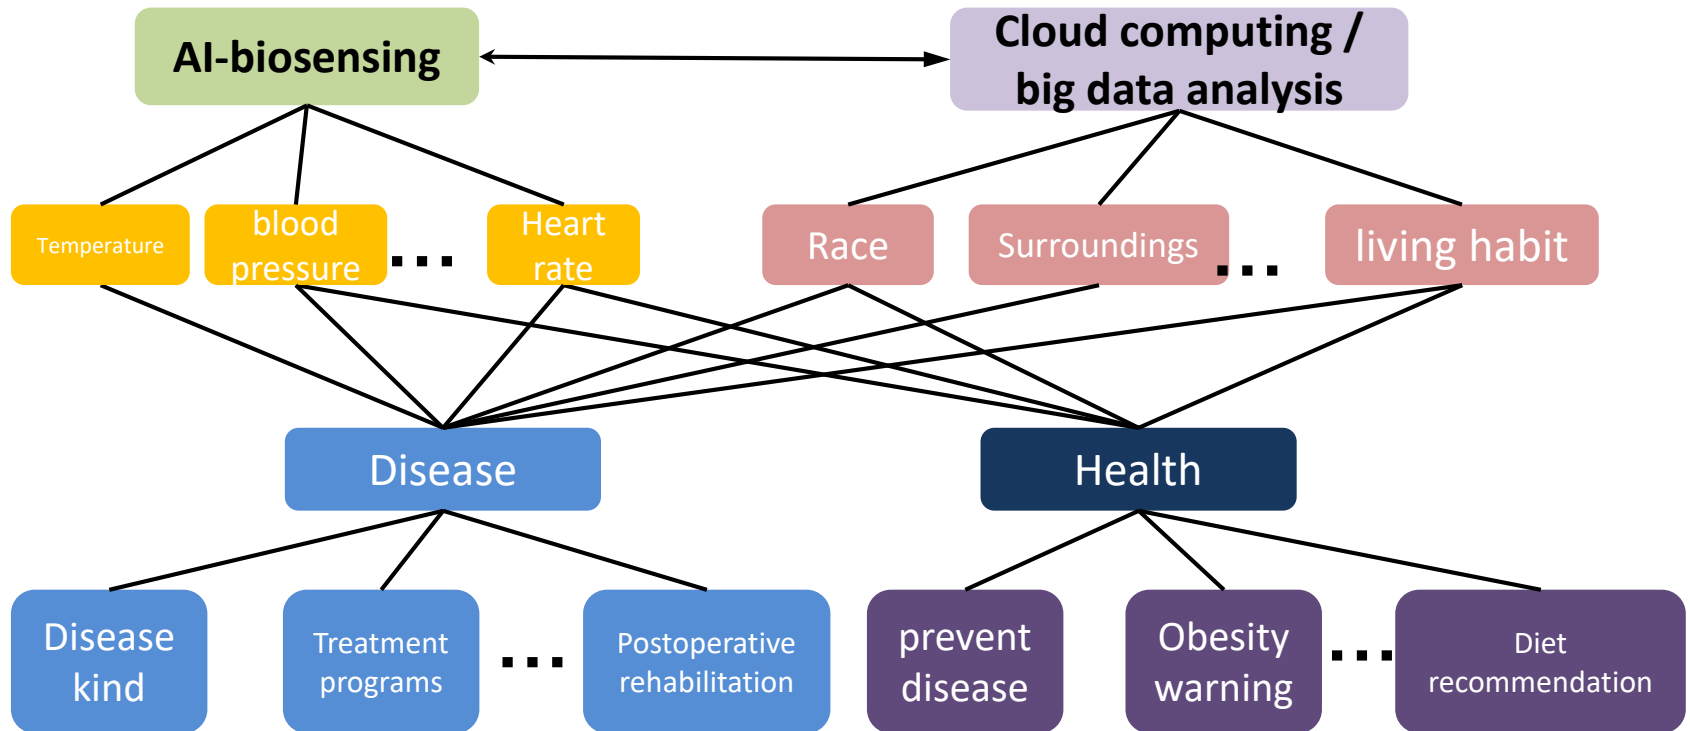 AI-biosensing
Cloud computing /
big data analysis
Temperature
blood
pressure
...
Heart
rate
Race
Surroundings
...
living habit
Disease
Health
Disease
kind
Treatment
programs
...
Postoperative
rehabilitation
prevent
disease
Obesity
warning
...
Diet
recommendation